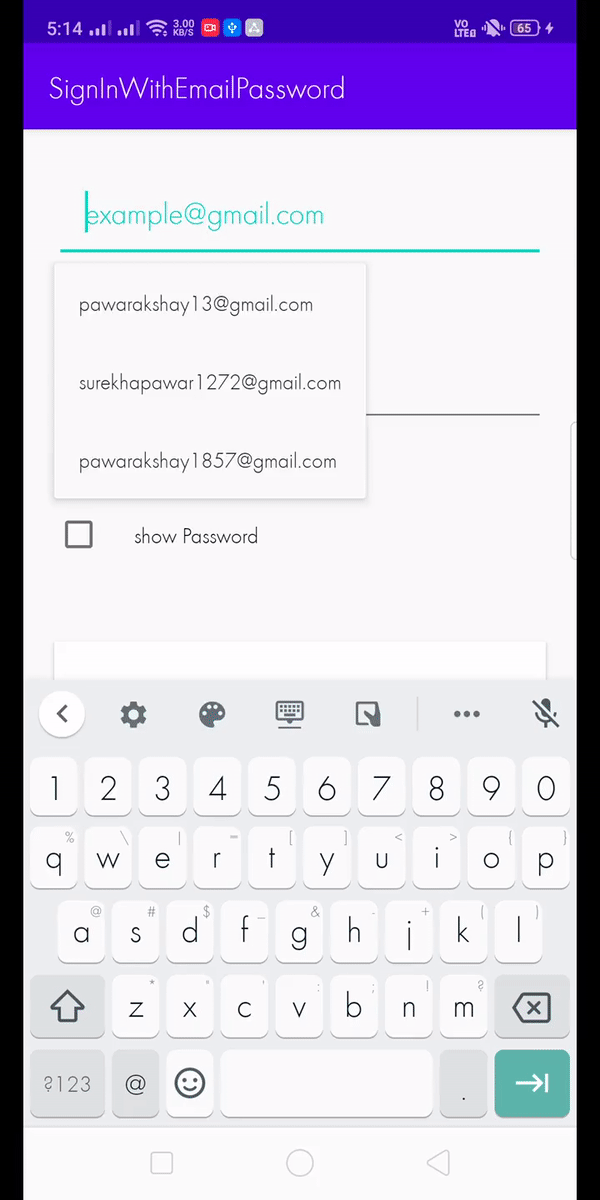 5:14 3.00 KB/S VO LTE 65
SignInWithEmailPassword
example@gmail.com
pawarakshay13@gmail.com
surekhapawar1272@gmail.com
pawarakshay1857@gmail.com
show Password
1 2 3 4 5 6 7 8 9 0
% \ | = [ ] < > { }
q w e r t y u i o p
@ # $ _ & - + ( )
a s d f g h j k l
* " ' : ; ! ?
z x c v b n m
?123 @ .